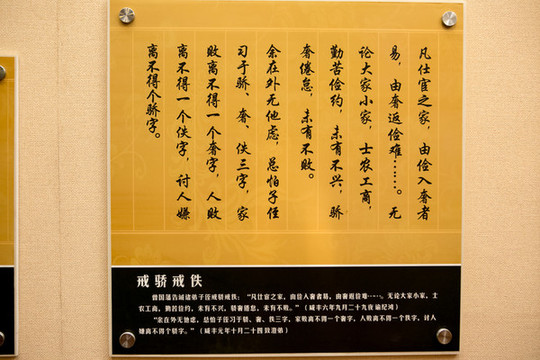 凡仕官之家，由俭入奢者
易，由奢返俭难……。无
论大家小家，士农工商，
勤苦俭约，未有不兴，骄
奢倦怠，未有不败。
余在外无他虑，总怕子侄
习于骄、奢、佚三字，家
败离不得一个奢字，人败
离不得一个佚字，讨人嫌
离不得个骄字。
戒骄戒佚
曾国藩告诫诸弟子侄戒骄戒佚：“凡仕宦之家，由俭入奢者易，由奢返俭难……。无论大家小家，士
农工商，勤苦俭约，未有不兴，骄奢倦怠，未有不败。”（咸丰六年九月二十九夜谕纪鸿）
“余在外无他虑，总怕子侄习于骄、奢、佚三字，家败离不得一个奢字，人败离不得一个佚字，讨人
嫌离不得个骄字。”（咸丰元年十月二十四致澄弟）